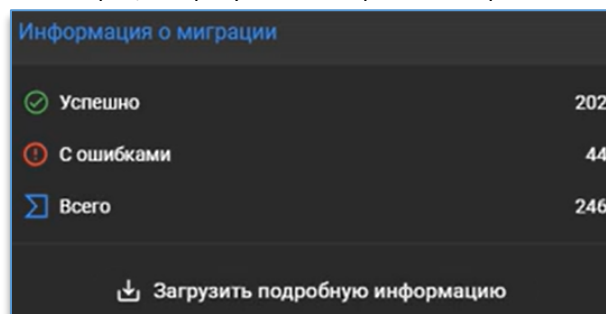 Информация о миграции
Успешно 202
С ошибками 44
Всего 246
Загрузить подробную информацию